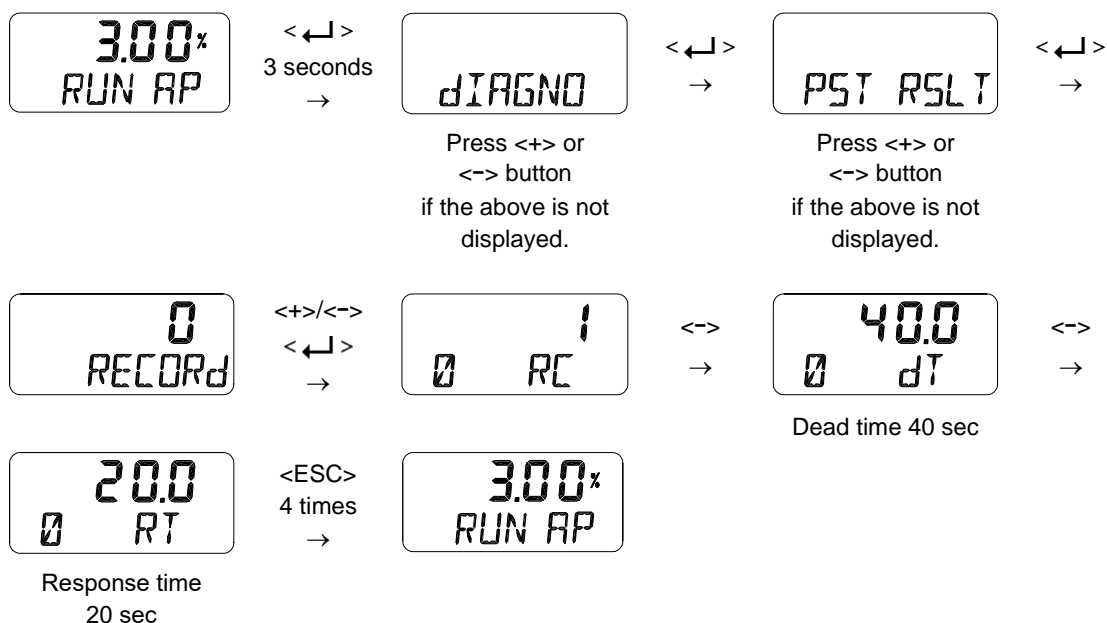 3.00%
RUN AP
< ↵ >
3 seconds
→
dIAGNO
Press <+> or
<-> button
if the above is not
displayed.
< ↵ >
→
PST RSLT
Press <+> or
<-> button
if the above is not
displayed.
< ↵ >
→
0
RECORd
<+>/<->
< ↵ >
→
1
0 RC
<->
→
40.0
0 dT
Dead time 40 sec
<->
→
20.0
0 RT
Response time
20 sec
<ESC>
4 times
→
3.00%
RUN AP